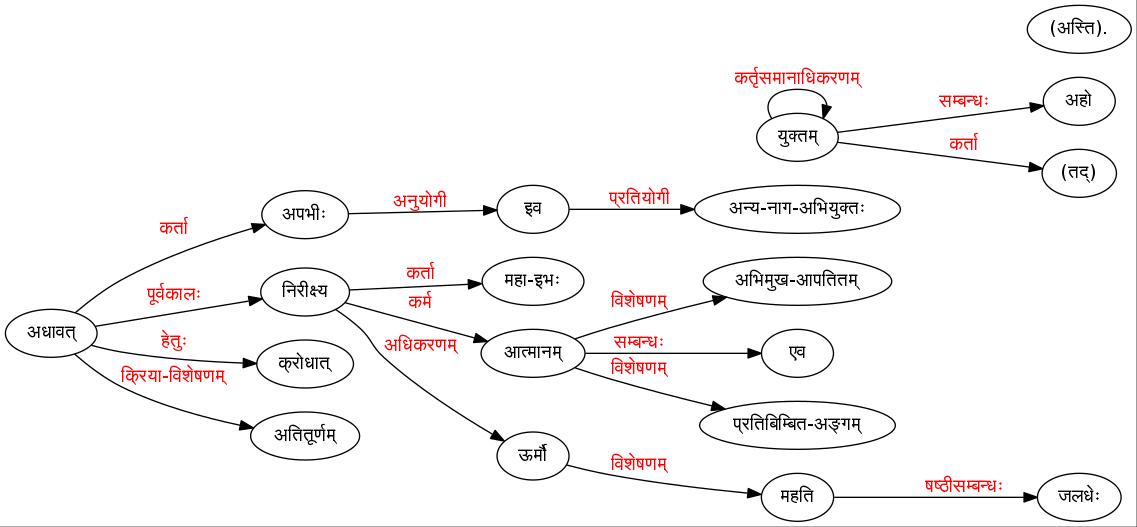 (अस्ति).
कर्तृसमानाधिकरणम्
युक्तम्
सम्बन्धः
अहो
कर्ता
(तद्)
कर्ता
अपभीः
अनुयोगी
इव
प्रतियोगी
अन्य-नाग-अभियुक्तः
अधावत्
पूर्वकालः
निरीक्ष्य
कर्ता
महा-इभः
कर्म
आत्मानम्
विशेषणम्
अभिमुख-आपतितम्
सम्बन्धः
एव
विशेषणम्
प्रतिबिम्बित-अङ्गम्
हेतुः
क्रोधात्
क्रिया-विशेषणम्
अतितूर्णम्
अधिकरणम्
ऊर्मौ
विशेषणम्
महति
षष्ठीसम्बन्धः
जलधेः